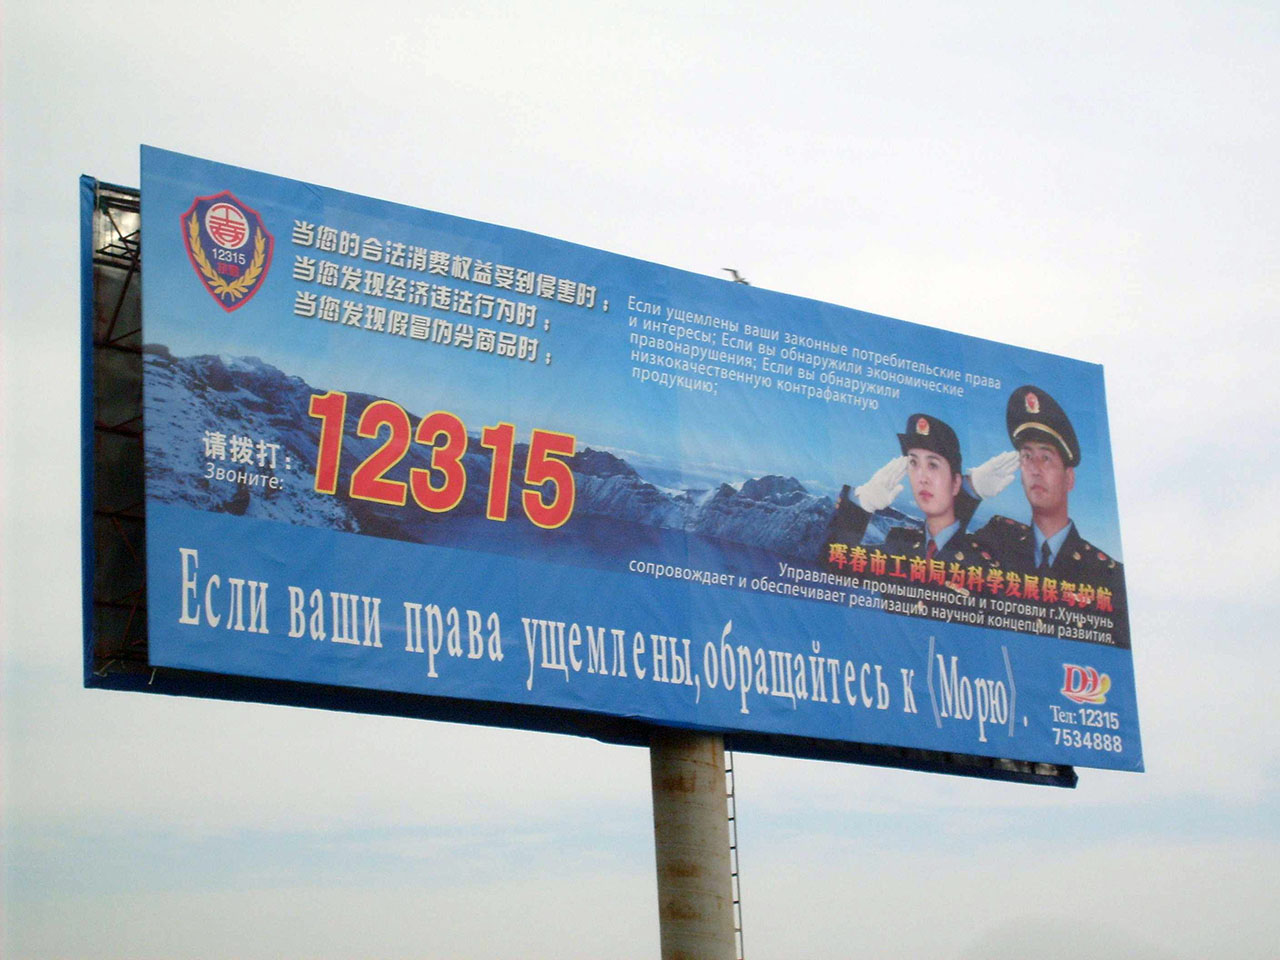 12315
当您的合法消费权益受到侵害时；
当您发现经济违法行为时；
当您发现假冒伪劣商品时；
Если ущемлены ваши законные потребительские права
и интересы; Если вы обнаружили экономические
правонарушения; Если вы обнаружили
низкокачественную контрафактную
продукцию;
请拨打：
Звоните:
12315
珲春市工商局为科学发展保驾护航
Управление промышленности и торговли г.Хуньчунь
сопровождает и обеспечивает реализацию научной концепции развития.
Если ваши права ущемлены,обращайтесь к《Морю》.
Тел: 12315
7534888